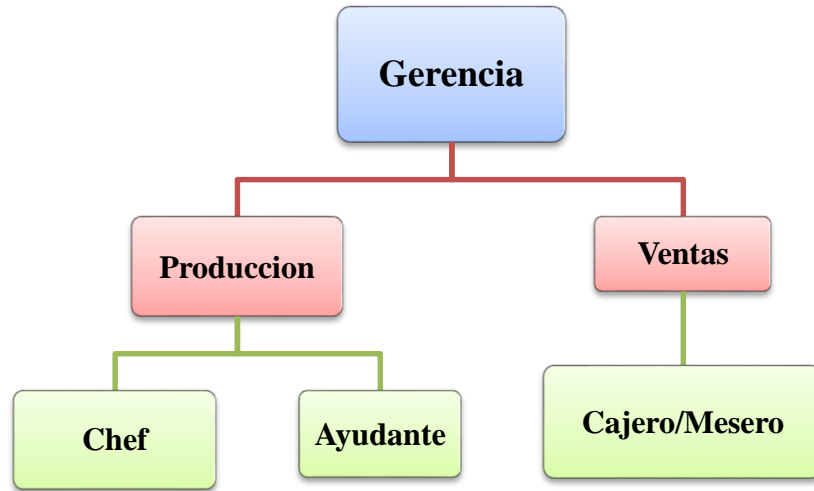 Gerencia
Produccion
Ventas
Chef
Ayudante
Cajero/Mesero